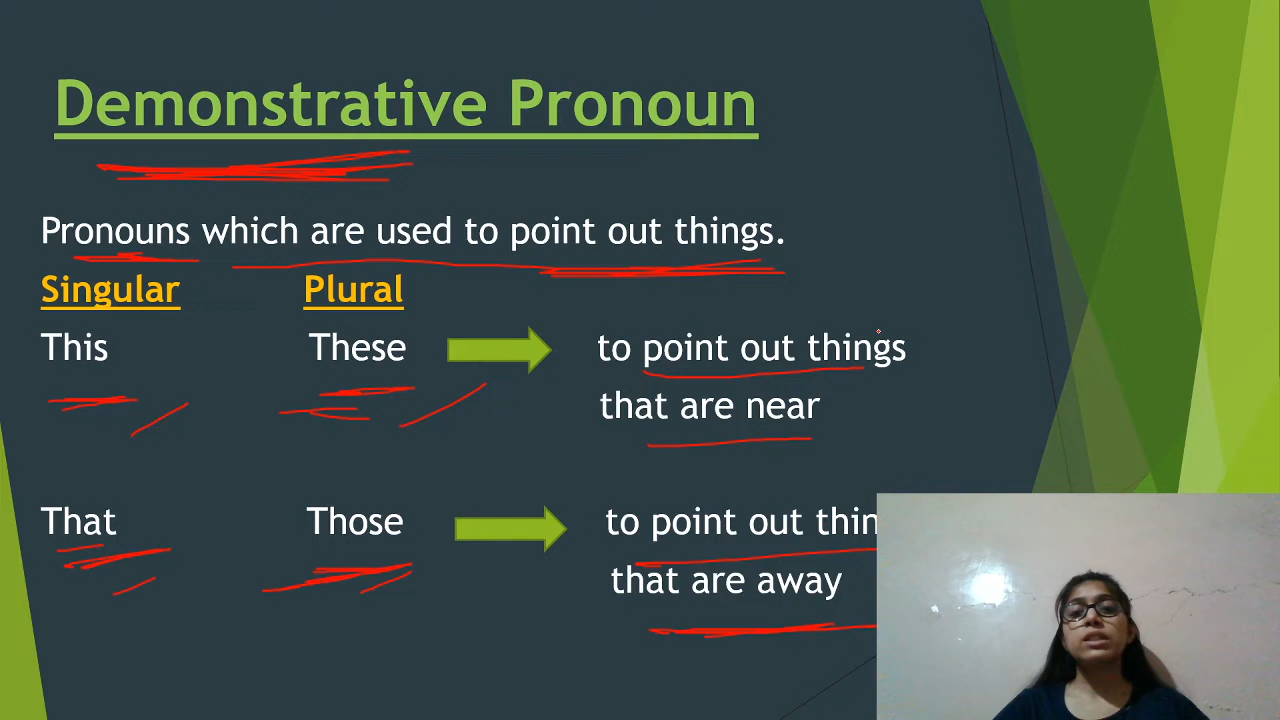 Demonstrative Pronoun
Pronouns which are used to point out things.
Singular Plural
This These to point out things
that are near
That Those to point out thin
that are away